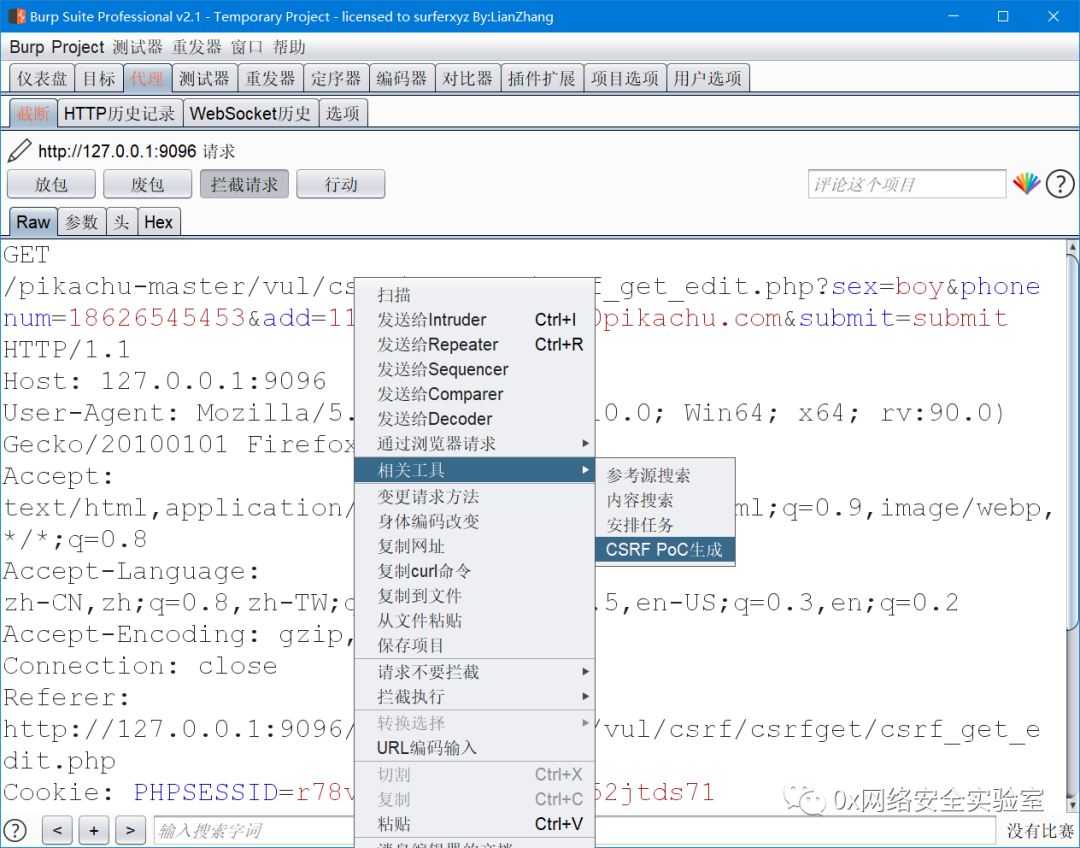 Burp Suite Professional v2.1 - Temporary Project - licensed to surferxyz By:LianZhang
Burp Project 测试器 重发器 窗口 帮助
仪表盘 目标 代理 测试器 重发器 定序器 编码器 对比器 插件扩展 项目选项 用户选项
截断 HTTP历史记录 WebSocket历史 选项
http://127.0.0.1:9096 请求
放包 废包 拦截请求 行动 评论这个项目
Raw 参数 头 Hex
GET
/pikachu-master/vul/cs f_get_edit.php?sex=boy&phone
num=18626545453&add=11 pikachu.com&submit=submit
HTTP/1.1
Host: 127.0.0.1:9096
User-Agent: Mozilla/5. 0.0; Win64; x64; rv:90.0)
Gecko/20100101 Firefox
Accept:
text/html,application/ ml;q=0.9,image/webp,
*/*;q=0.8
Accept-Language:
zh-CN,zh;q=0.8,zh-TW; .5,en-US;q=0.3,en;q=0.2
Accept-Encoding: gzip,
Connection: close
Referer:
http://127.0.0.1:9096/ /vul/csrf/csrfget/csrf_get_e
dit.php
Cookie: PHPSESSID=r78v 2jtds71
扫描
发送给Intruder Ctrl+I
发送给Repeater Ctrl+R
发送给Sequencer
发送给Comparer
发送给Decoder
通过浏览器请求
相关工具
变更请求方法
身体编码改变
复制网址
复制curl命令
复制到文件
从文件粘贴
保存项目
请求不要拦截
拦截执行
转换选择
URL编码输入
切割 Ctrl+X
复制 Ctrl+C
粘贴 Ctrl+V
参考源搜索
内容搜索
安排任务
CSRF PoC生成
0x网络安全实验室
? < + > 输入搜索字词 没有比赛